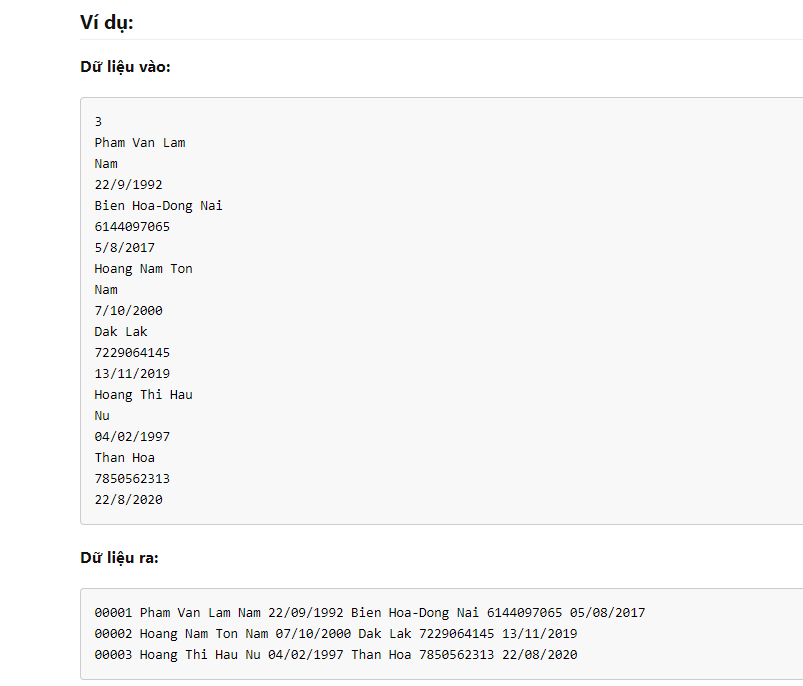 Ví dụ:
Dữ liệu vào:
3
Pham Van Lam
Nam
22/9/1992
Bien Hoa-Dong Nai
6144097065
5/8/2017
Hoang Nam Ton
Nam
7/10/2000
Dak Lak
7229064145
13/11/2019
Hoang Thi Hau
Nu
04/02/1997
Than Hoa
7850562313
22/8/2020
Dữ liệu ra:
00001 Pham Van Lam Nam 22/09/1992 Bien Hoa-Dong Nai 6144097065 05/08/2017
00002 Hoang Nam Ton Nam 07/10/2000 Dak Lak 7229064145 13/11/2019
00003 Hoang Thi Hau Nu 04/02/1997 Than Hoa 7850562313 22/08/2020